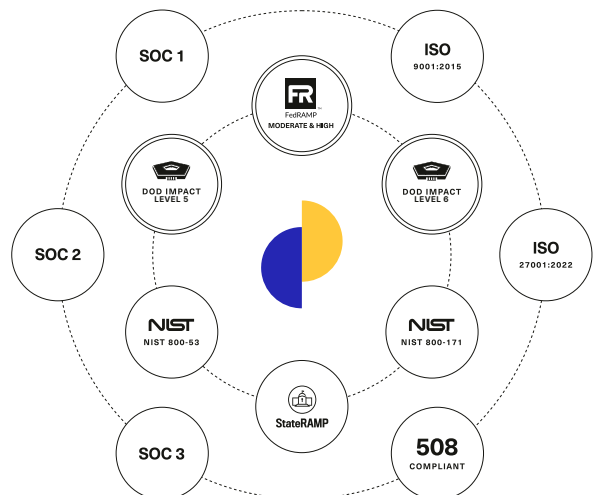 SOC 1
ISO
9001:2015
FR
FedRAMP
MODERATE & HIGH
DOD IMPACT
LEVEL 5
DOD IMPACT
LEVEL 6
SOC 2
ISO
27001:2022
NIST
NIST 800-53
NIST
NIST 800-171
StateRAMP
SOC 3
508
COMPLIANT